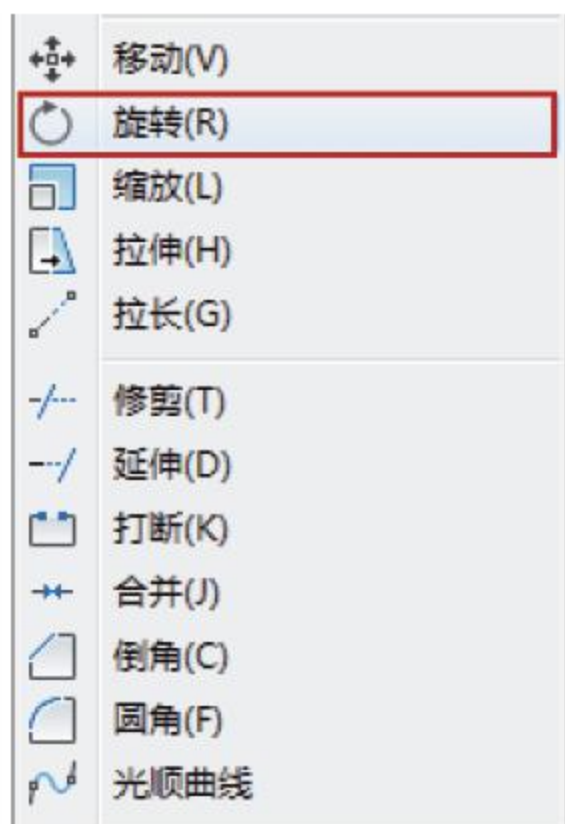 移动(V)
旋转(R)
缩放(L)
拉伸(H)
拉长(G)
修剪(T)
延伸(D)
打断(K)
合并(J)
倒角(C)
圆角(F)
光顺曲线